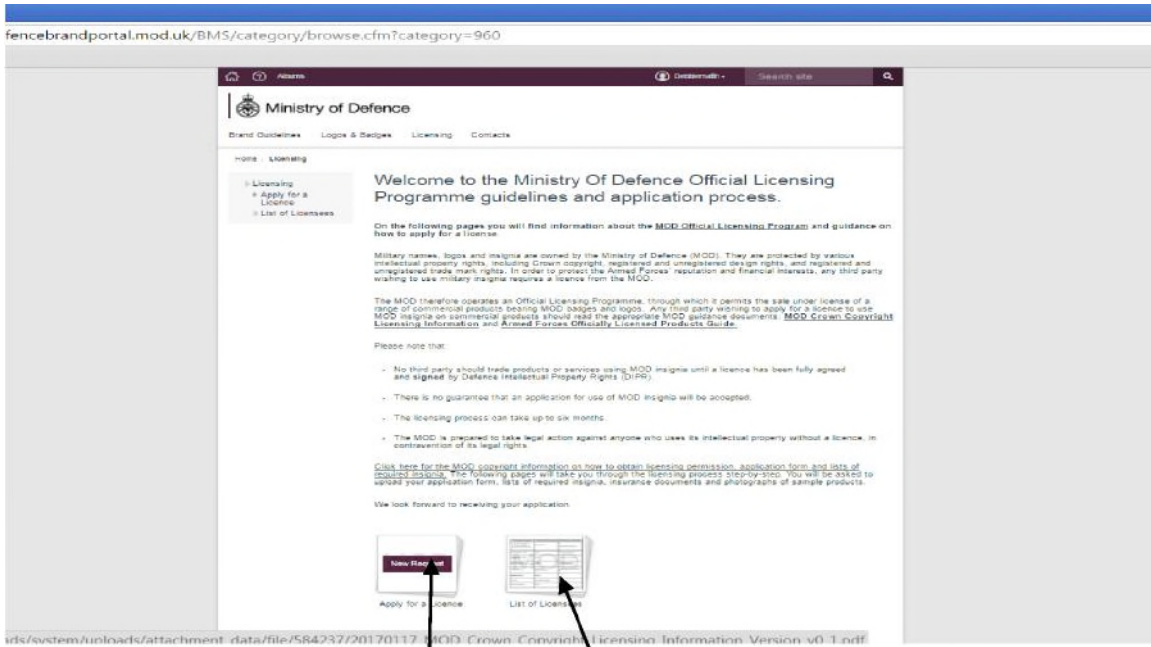 fencebrandportal.mod.uk/BMS/category/browse.cfm?category=960
Albums
Search site
Ministry of Defence
Brand Guidelines Logos & Badges Licensing Contacts
Home Licensing
Licensing
Apply for a
Licence
List of Licensees
Welcome to the Ministry Of Defence Official Licensing
Programme guidelines and application process.
On the following pages you will find information about the MOD Official Licensing Program and guidance on
how to apply for a license.
Military names, logos and insignia are owned by the Ministry of Defence (MOD). They are protected by various
intellectual property rights, including Crown copyright, registered and unregistered design rights, and registered and
unregistered trade mark rights. In order to protect the Armed Forces' reputation and financial interests, any third party
wishing to use military insignia requires a licence from the MOD.
The MOD therefore operates an Official Licensing Programme, through which it permits the sale under license of a
range of commercial products bearing MOD badges and logos. Any third party wishing to apply for a licence to use
MOD insignia on commercial products should read the appropriate MOD guidance documents: MOD Crown Copyright
Licensing Information and Armed Forces Officially Licensed Products Guide.
Please note that:
- No third party should trade products or services using MOD insignia until a licence has been fully agreed
and signed by Defence Intellectual Property Rights (DIPR).
- There is no guarantee that an application for use of MOD insignia will be accepted.
- The licensing process can take up to six months.
- The MOD is prepared to take legal action against anyone who uses its intellectual property without a licence, in
contravention of its legal rights.
Click here for the MOD copyright information on how to obtain licensing permission, application form and lists of
required insignia. The following pages will take you through the licensing process step-by-step. You will be asked to
upload your application form, lists of required insignia, insurance documents and photographs of sample products.
We look forward to receiving your application.
New Request
Apply for a Licence List of Licensees
ads/system/uploads/attachment_data/file/584237/20170117_MOD_Crown_Copyright_Licensing_Information_Version_v0_1.pdf